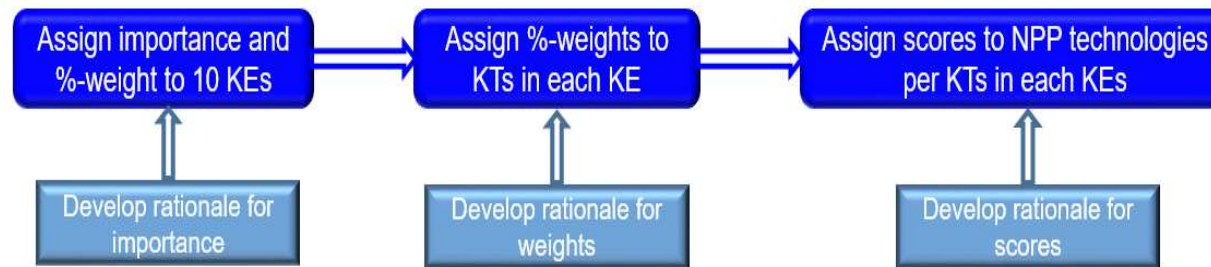 Assign importance and
%-weight to 10 KEs
Assign %-weights to
KTs in each KE
Assign scores to NPP technologies
per KTs in each KEs
Develop rationale for
importance
Develop rationale for
weights
Develop rationale for
scores